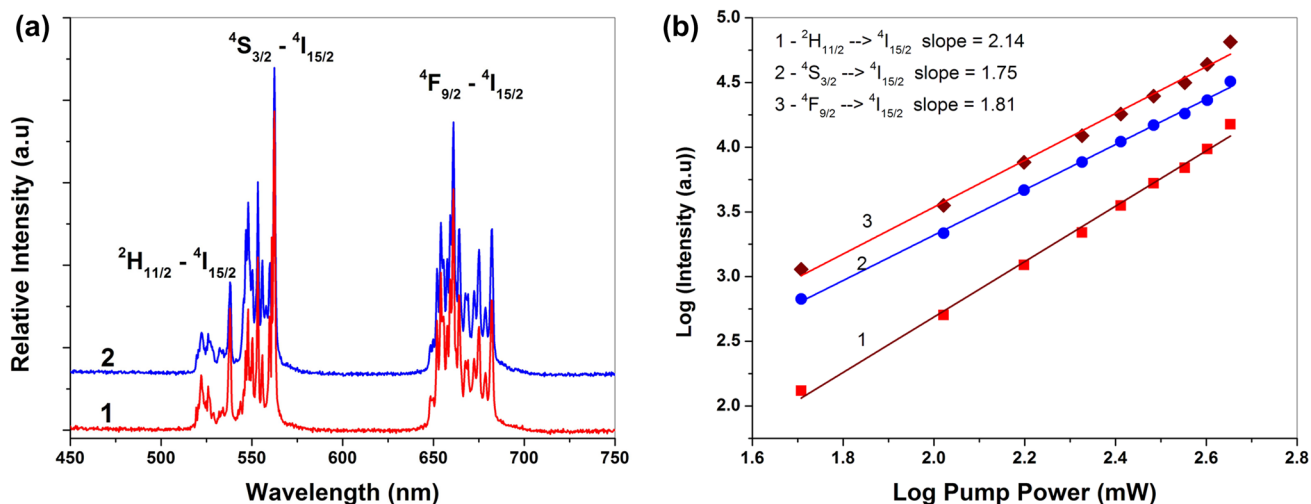 (a)
⁴S₃/₂ - ⁴I₁₅/₂
⁴F₉/₂ - ⁴I₁₅/₂
²H₁₁/₂ - ⁴I₁₅/₂
2
1
Relative Intensity (a.u)
450 500 550 600 650 700 750
Wavelength (nm)
(b)
1 - ²H₁₁/₂ --> ⁴I₁₅/₂ slope = 2.14
2 - ⁴S₃/₂ --> ⁴I₁₅/₂ slope = 1.75
3 - ⁴F₉/₂ --> ⁴I₁₅/₂ slope = 1.81
3
2
1
Log (Intensity (a.u))
5.0
4.5
4.0
3.5
3.0
2.5
2.0
1.6 1.8 2.0 2.2 2.4 2.6 2.8
Log Pump Power (mW)